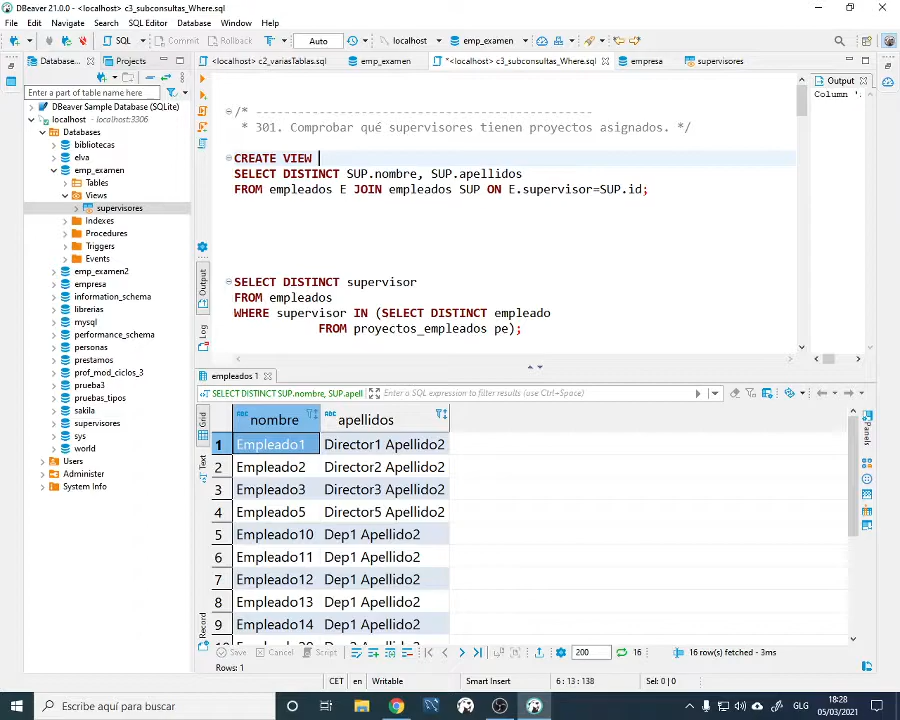 DBeaver 21.0.0 - <localhost> c3_subconsultas_Where.sql
File Edit Navigate Search SQL Editor Database Window Help
SQL Commit Rollback Auto localhost emp_examen
Database... Projects <localhost> c2_variasTablas.sql emp_examen *<localhost> c3_subconsultas_Where.sql empresa supervisores
Enter a part of table name here
DBeaver Sample Database (SQLite)
localhost - localhost:3306
Databases
bibliotecas
elva
emp_examen
Tables
Views
supervisores
Indexes
Procedures
Triggers
Events
emp_examen2
empresa
information_schema
librerias
mysql
performance_schema
personas
prestamos
prof_mod_ciclos_3
prueba3
pruebas_tipos
sakila
supervisores
sys
world
Users
Administer
System Info
/* ----------------------------------------------
* 301. Comprobar qué supervisores tienen proyectos asignados. */
CREATE VIEW
SELECT DISTINCT SUP.nombre, SUP.apellidos
FROM empleados E JOIN empleados SUP ON E.supervisor=SUP.id;
SELECT DISTINCT supervisor
FROM empleados
WHERE supervisor IN (SELECT DISTINCT empleado
FROM proyectos_empleados pe);
Output
Log
Output
Column '.
empleados 1
SELECT DISTINCT SUP.nombre, SUP.apell Enter a SQL expression to filter results (use Ctrl+Space)
Grid
Text
Record
Panels
nombre apellidos
1 Empleado1 Director1 Apellido2
2 Empleado2 Director2 Apellido2
3 Empleado3 Director3 Apellido2
4 Empleado5 Director5 Apellido2
5 Empleado10 Dep1 Apellido2
6 Empleado11 Dep1 Apellido2
7 Empleado12 Dep1 Apellido2
8 Empleado13 Dep1 Apellido2
9 Empleado14 Dep1 Apellido2
Save Cancel Script 200 16 16 row(s) fetched - 3ms
Rows: 1
CET en Writable Smart Insert 6 : 13 : 138 Sel: 0 | 0
Escribe aquí para buscar
GLG
18:28
05/03/2021